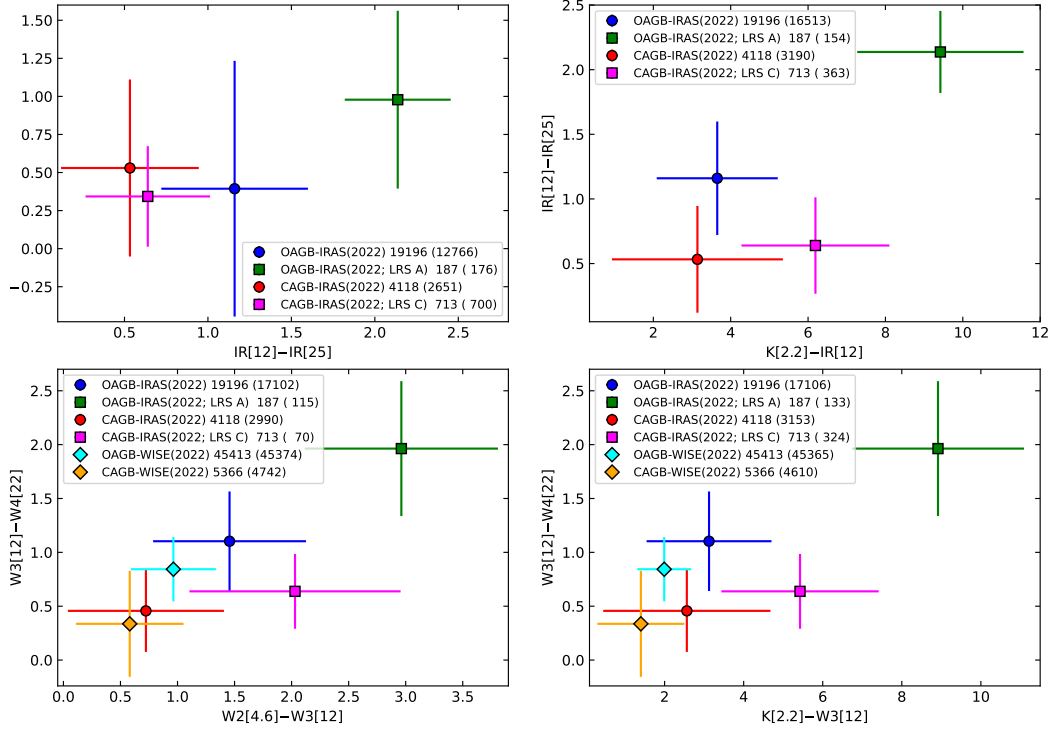 1.50
1.25
1.00
0.75
0.50
0.25
0.00
−0.25
OAGB-IRAS(2022) 19196 (12766)
OAGB-IRAS(2022; LRS A)  187 ( 176)
CAGB-IRAS(2022) 4118 (2651)
CAGB-IRAS(2022; LRS C)  713 ( 700)
0.5 1.0 1.5 2.0 2.5
IR[12]−IR[25]
IR[12]−IR[25]
2.5
2.0
1.5
1.0
0.5
OAGB-IRAS(2022) 19196 (16513)
OAGB-IRAS(2022; LRS A)  187 ( 154)
CAGB-IRAS(2022) 4118 (3190)
CAGB-IRAS(2022; LRS C)  713 ( 363)
2 4 6 8 10 12
K[2.2]−IR[12]
W3[12]−W4[22]
2.5
2.0
1.5
1.0
0.5
0.0
OAGB-IRAS(2022) 19196 (17102)
OAGB-IRAS(2022; LRS A)  187 ( 115)
CAGB-IRAS(2022) 4118 (2990)
CAGB-IRAS(2022; LRS C)  713 (  70)
OAGB-WISE(2022) 45413 (45374)
CAGB-WISE(2022) 5366 (4742)
0.0 0.5 1.0 1.5 2.0 2.5 3.0 3.5
W2[4.6]−W3[12]
W3[12]−W4[22]
2.5
2.0
1.5
1.0
0.5
0.0
OAGB-IRAS(2022) 19196 (17106)
OAGB-IRAS(2022; LRS A)  187 ( 133)
CAGB-IRAS(2022) 4118 (3153)
CAGB-IRAS(2022; LRS C)  713 ( 324)
OAGB-WISE(2022) 45413 (45365)
CAGB-WISE(2022) 5366 (4610)
2 4 6 8 10
K[2.2]−W3[12]